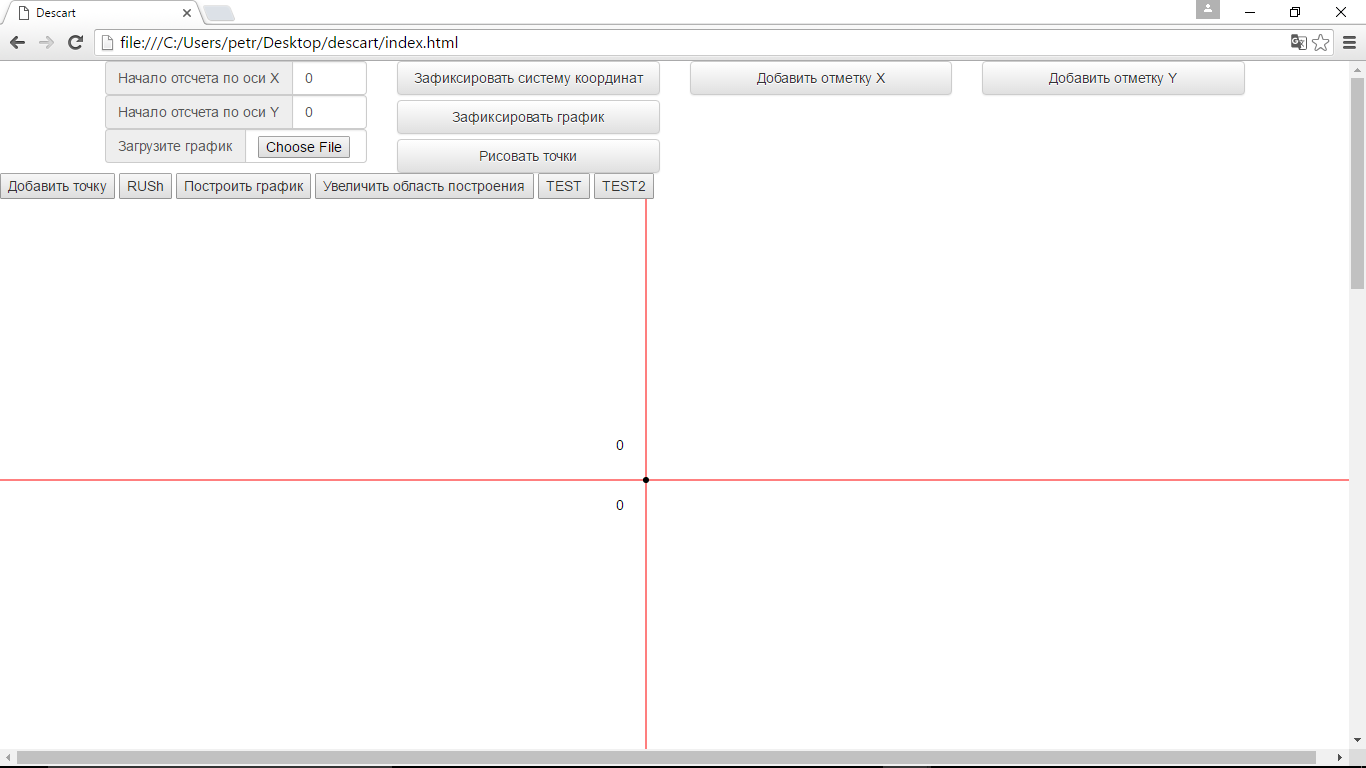 Descart
file:///C:/Users/petr/Desktop/descart/index.html
Начало отсчета по оси X 0 Зафиксировать систему координат Добавить отметку X Добавить отметку Y
Начало отсчета по оси Y 0 Зафиксировать график
Загрузите график Choose File Рисовать точки
Добавить точку RUSh Построить график Увеличить область построения TEST TEST2
0
0